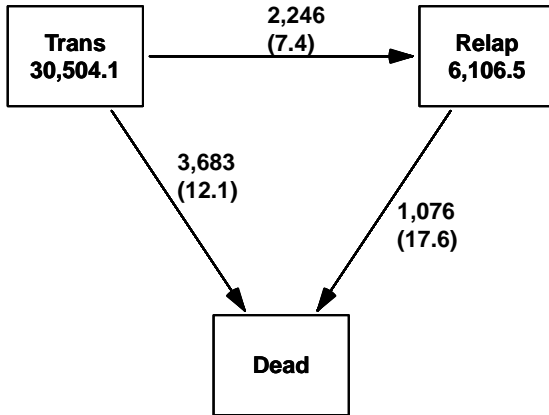 Trans
30,504.1
2,246
(7.4)
Relap
6,106.5
3,683
(12.1)
1,076
(17.6)
Dead